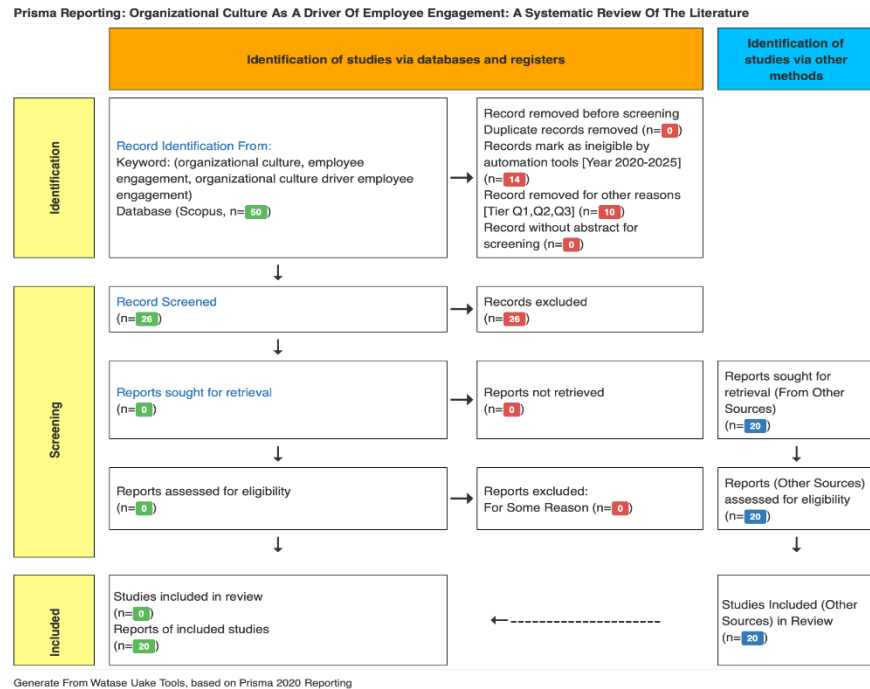 Prisma Reporting: Organizational Culture As A Driver Of Employee Engagement: A Systematic Review Of The Literature
Identification of studies via databases and registers
Identification of
studies via other
methods
Identification
Record Identification From:
Keyword: (organizational culture, employee
engagement, organizational culture driver employee
engagement)
Database (Scopus, n= 50 )
Record removed before screening
Duplicate records removed (n= 0 )
Records mark as ineigible by
automation tools [Year 2020-2025]
(n= 14 )
Record removed for other reasons
[Tier Q1,Q2,Q3] (n= 10 )
Record without abstract for
screening (n= 0 )
Screening
Record Screened
(n= 26 )
Records excluded
(n= 26 )
Reports sought for retrieval
(n= 0 )
Reports not retrieved
(n= 0 )
Reports sought for
retrieval (From Other
Sources)
(n= 20 )
Reports assessed for eligibility
(n= 0 )
Reports excluded:
For Some Reason (n= 0 )
Reports (Other Sources)
assessed for eligibility
(n= 20 )
Included
Studies included in review
(n= 0 )
Reports of included studies
(n= 20 )
Studies Included (Other
Sources) in Review
(n= 20 )
Generate From Watase Uake Tools, based on Prisma 2020 Reporting